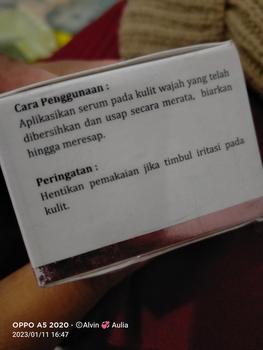 Cara Penggunaan :
Aplikasikan serum pada kulit wajah yang telah
dibersihkan dan usap secara merata, biarkan
hingga meresap.
Peringatan :
Hentikan pemakaian jika timbul iritasi pada
kulit.
OPPO A5 2020 · ©Alvin 💞 Aulia
2023/01/11 16:47